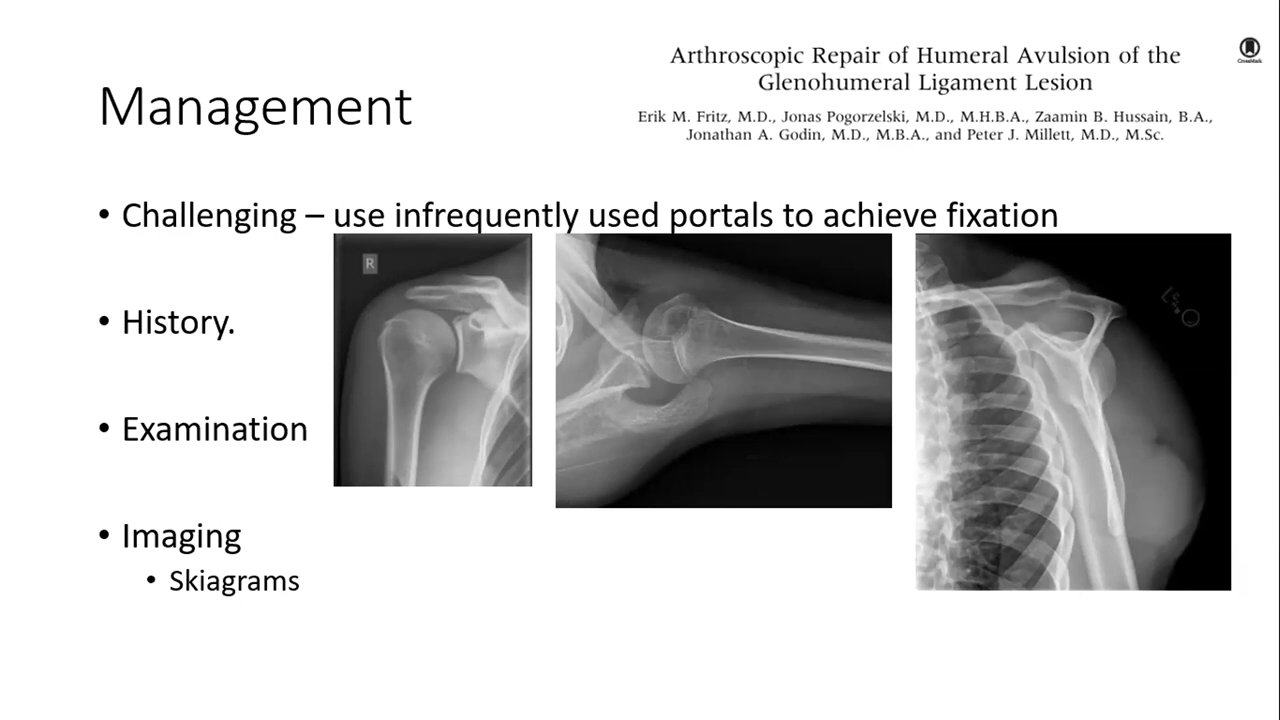 Arthroscopic Repair of Humeral Avulsion of the
Glenohumeral Ligament Lesion
CrossMark
Erik M. Fritz, M.D., Jonas Pogorzelski, M.D., M.H.B.A., Zaamin B. Hussain, B.A.,
Jonathan A. Godin, M.D., M.B.A., and Peter J. Millett, M.D., M.Sc.
Management
• Challenging – use infrequently used portals to achieve fixation
R
• History.
• Examination
• Imaging
• Skiagrams